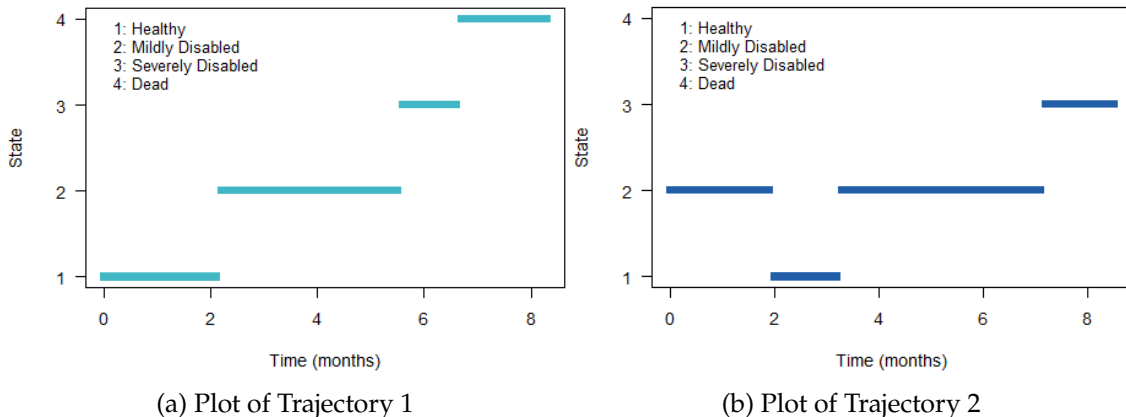 1: Healthy
2: Mildly Disabled
3: Severely Disabled
4: Dead
4
3
2
1
State
0 2 4 6 8
Time (months)
(a) Plot of Trajectory 1
1: Healthy
2: Mildly Disabled
3: Severely Disabled
4: Dead
4
3
2
1
State
0 2 4 6 8
Time (months)
(b) Plot of Trajectory 2